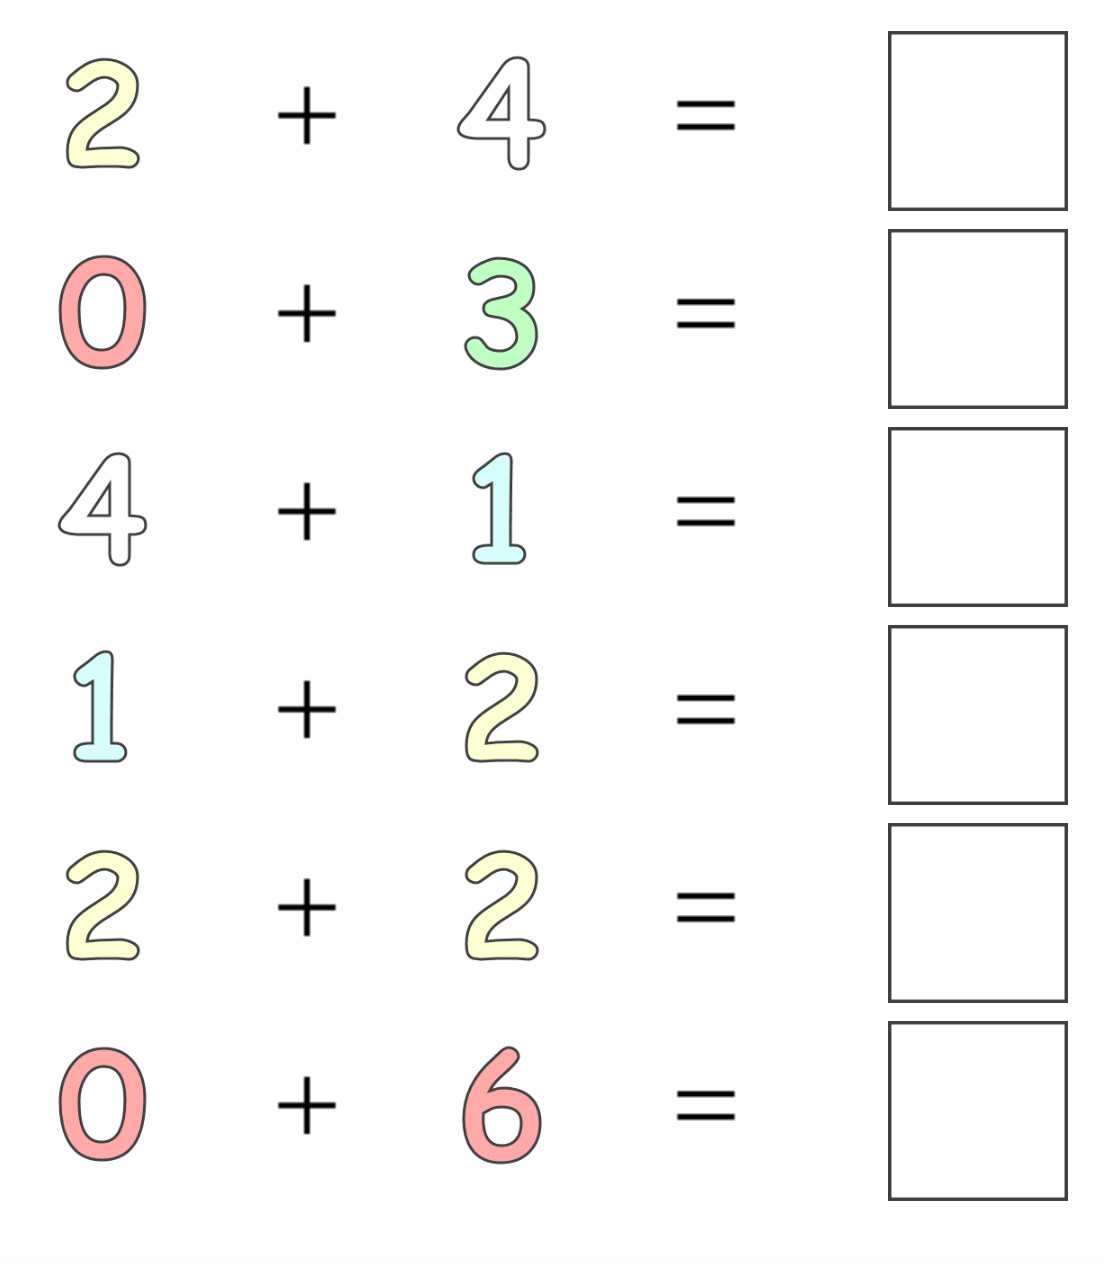 2 + 4 =
0 + 3 =
4 + 1 =
1 + 2 =
2 + 2 =
0 + 6 =